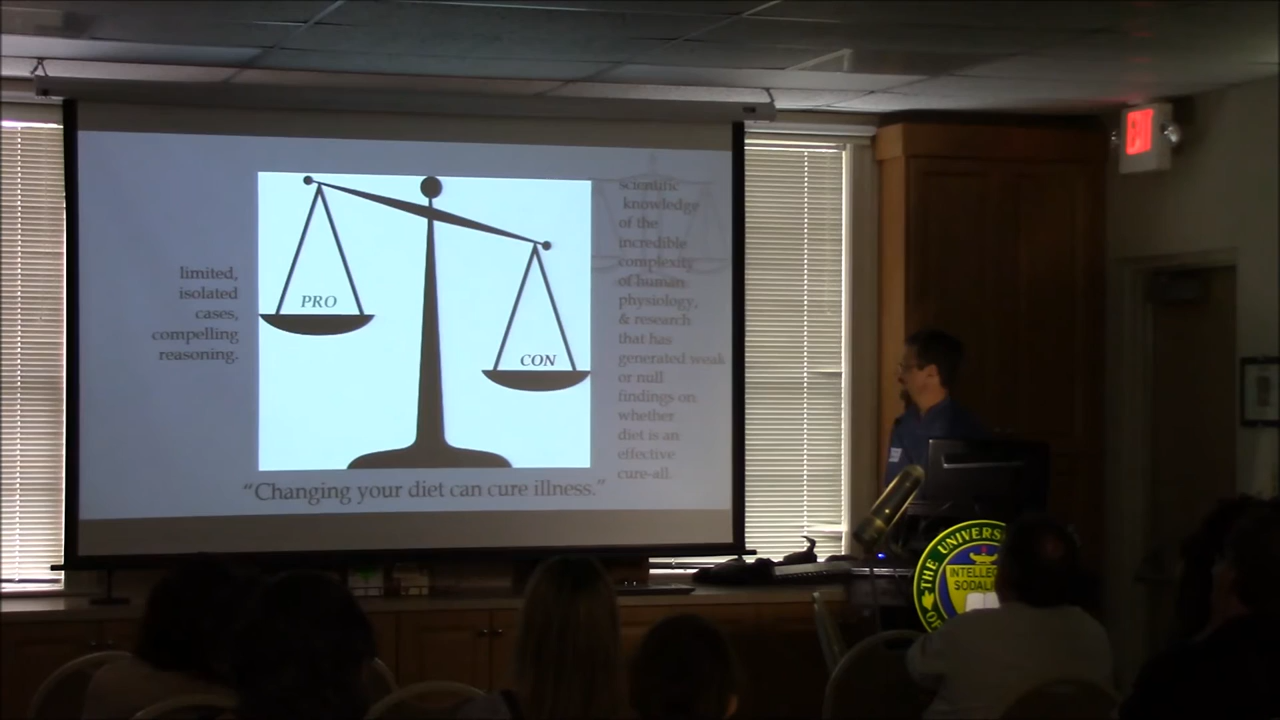 limited,
isolated
cases,
compelling
reasoning.
PRO
CON
scientific
knowledge
of the
incredible
complexity
of human
physiology,
& research
that has
generated weak
or null
findings on
whether
diet is an
effective
cure-all.
“Changing your diet can cure illness.”
EXIT
THE UNIVERS
INTELLE
SODALI
OF